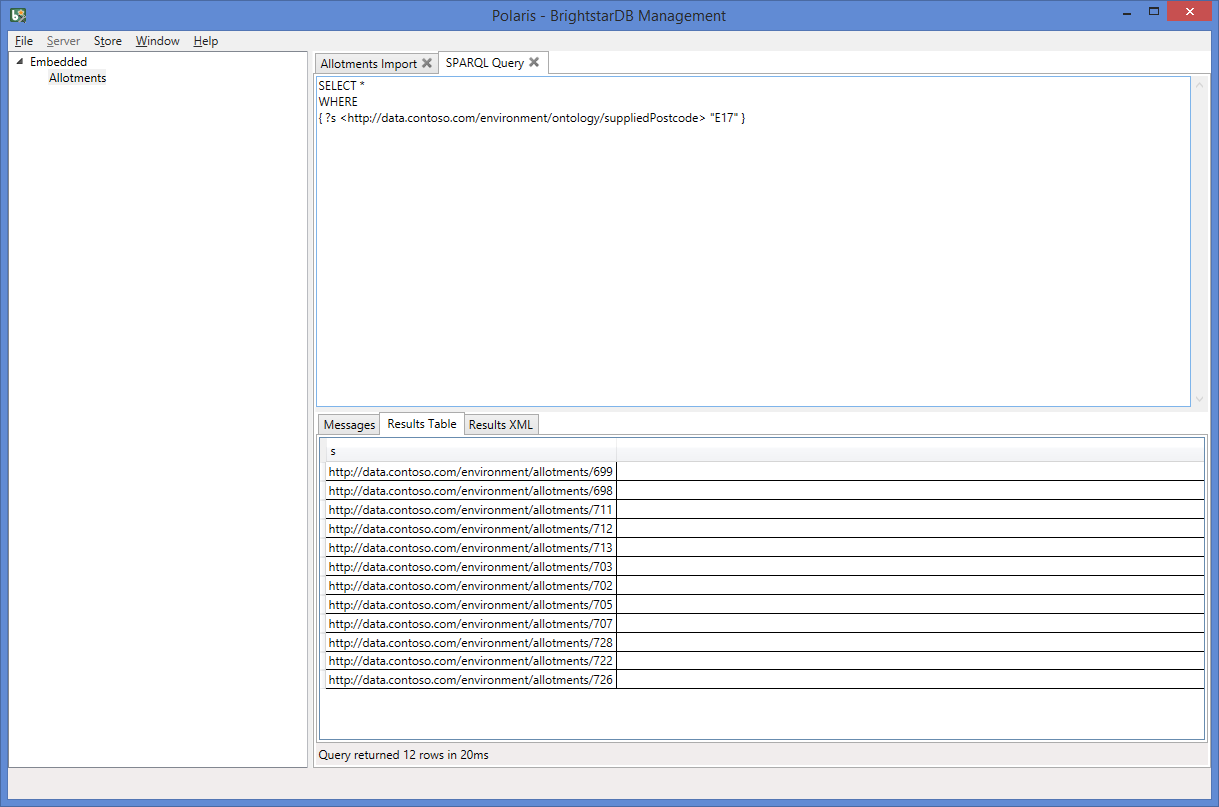 Polaris - BrightstarDB Management
File Server Store Window Help
Embedded
Allotments
Allotments Import SPARQL Query
SELECT *
WHERE
{ ?s <http://data.contoso.com/environment/ontology/suppliedPostcode> "E17" }
Messages Results Table Results XML
s
http://data.contoso.com/environment/allotments/699
http://data.contoso.com/environment/allotments/698
http://data.contoso.com/environment/allotments/711
http://data.contoso.com/environment/allotments/712
http://data.contoso.com/environment/allotments/713
http://data.contoso.com/environment/allotments/703
http://data.contoso.com/environment/allotments/702
http://data.contoso.com/environment/allotments/705
http://data.contoso.com/environment/allotments/707
http://data.contoso.com/environment/allotments/728
http://data.contoso.com/environment/allotments/722
http://data.contoso.com/environment/allotments/726
Query returned 12 rows in 20ms